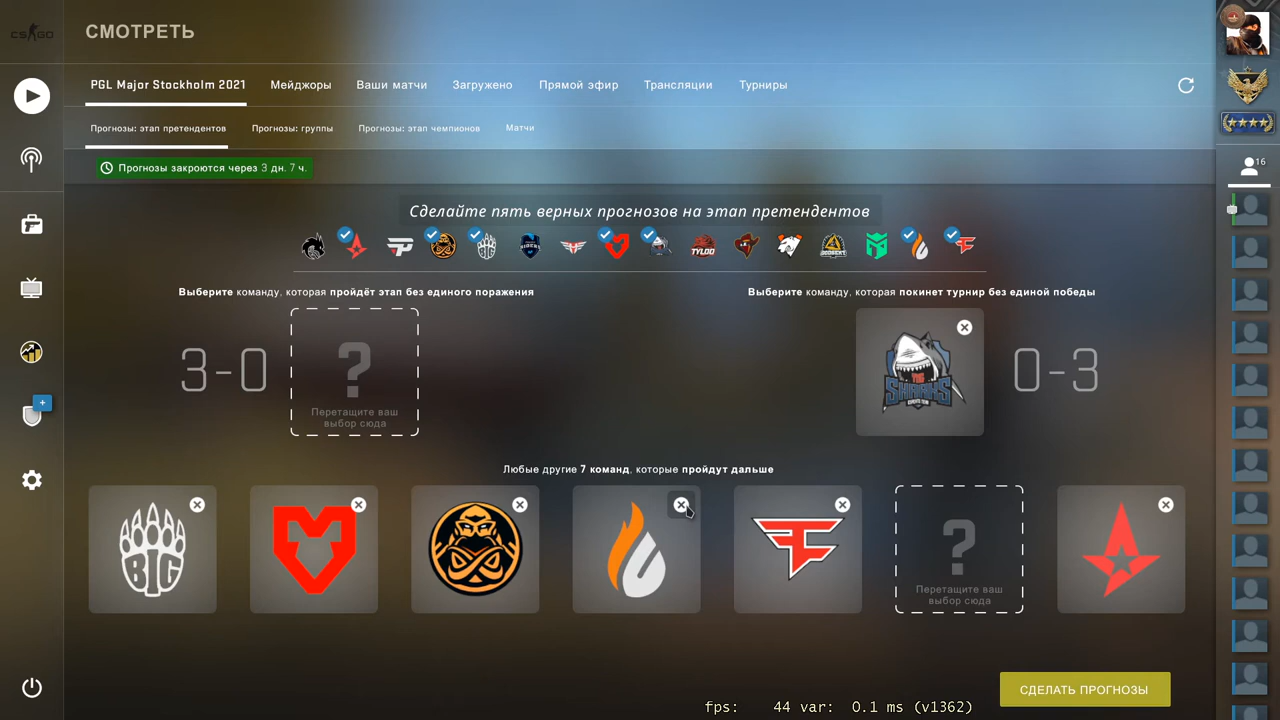 CS:GO
СМОТРЕТЬ
PGL Major Stockholm 2021 Мейджоры Ваши матчи Загружено Прямой эфир Трансляции Турниры
Прогнозы: этап претендентов Прогнозы: группы Прогнозы: этап чемпионов Матчи
Прогнозы закроются через 3 дн. 7 ч.
16
Сделайте пять верных прогнозов на этап претендентов
TYLOO
Выберите команду, которая пройдёт этап без единого поражения
Выберите команду, которая покинет турнир без единой победы
3-0
?
Перетащите ваш
выбор сюда
SHARKS
0-3
+
Любые другие 7 команд, которые пройдут дальше
BIG
?
Перетащите ваш
выбор сюда
СДЕЛАТЬ ПРОГНОЗЫ
fps: 44 var: 0.1 ms (v1362)